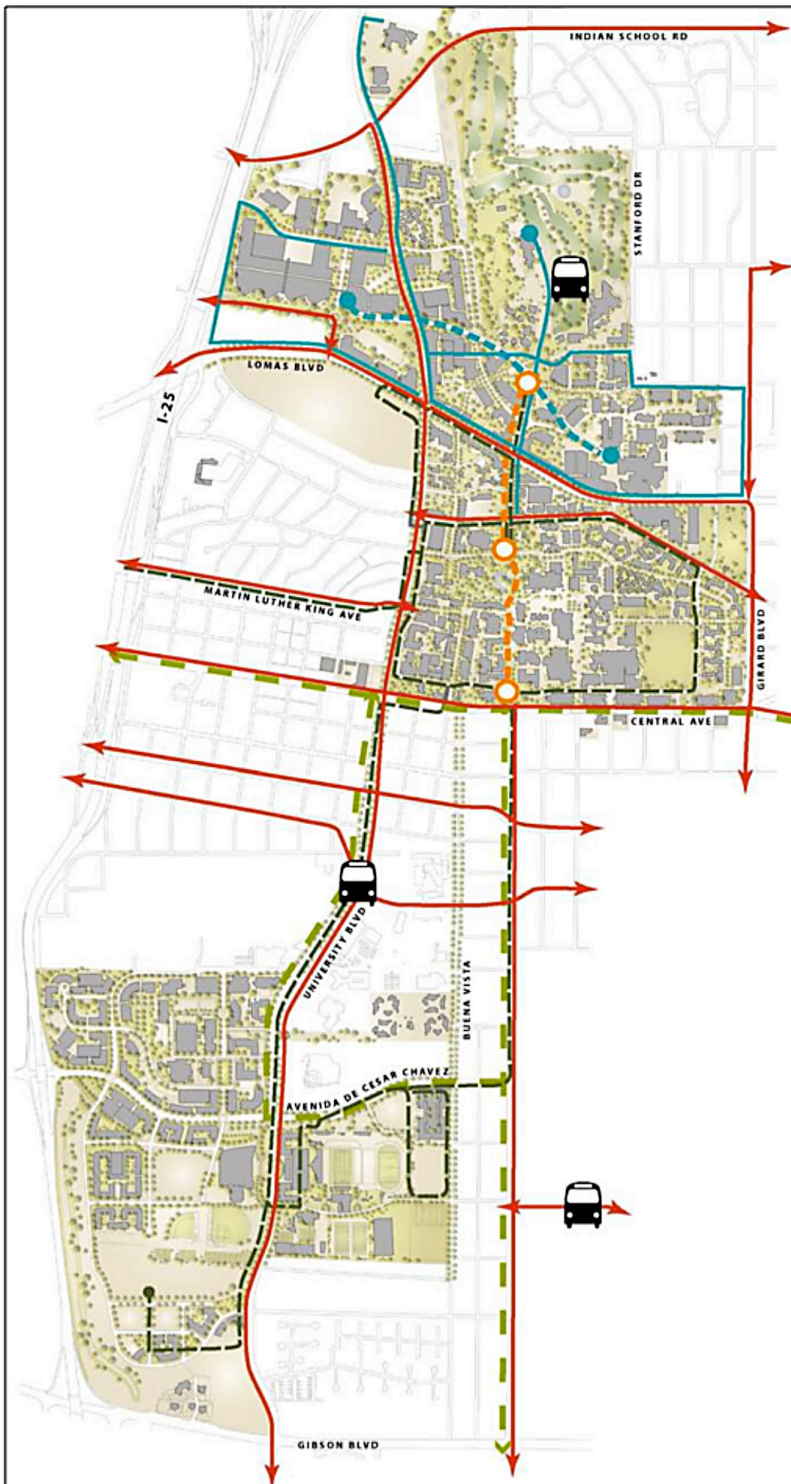 INDIAN SCHOOL RD
STANFORD DR
LOMAS BLVD
I-25
MARTIN LUTHER KING AVE
GIRARD BLVD
CENTRAL AVE
UNIVERSITY BLVD
BUENA VISTA
AVENIDA DE CESAR CHAVEZ
GIBSON BLVD